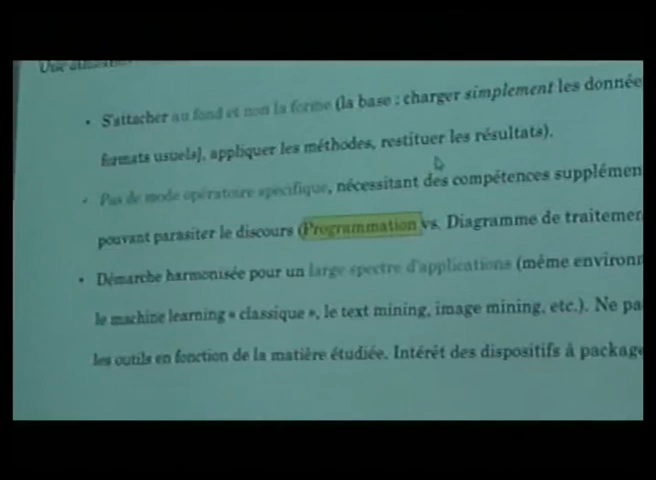 Une
• S'attacher au fond et non la forme (la base : charger simplement les donnée
formats usuels], appliquer les méthodes, restituer les résultats).
• Pas de mode opératoire spécifique, nécessitant des compétences supplémen
pouvant parasiter le discours (Programmation vs. Diagramme de traitemen
• Démarche harmonisée pour un large spectre d'applications (même environn
le machine learning « classique », le text mining, image mining, etc.). Ne pa
les outils en fonction de la matière étudiée. Intérêt des dispositifs à package